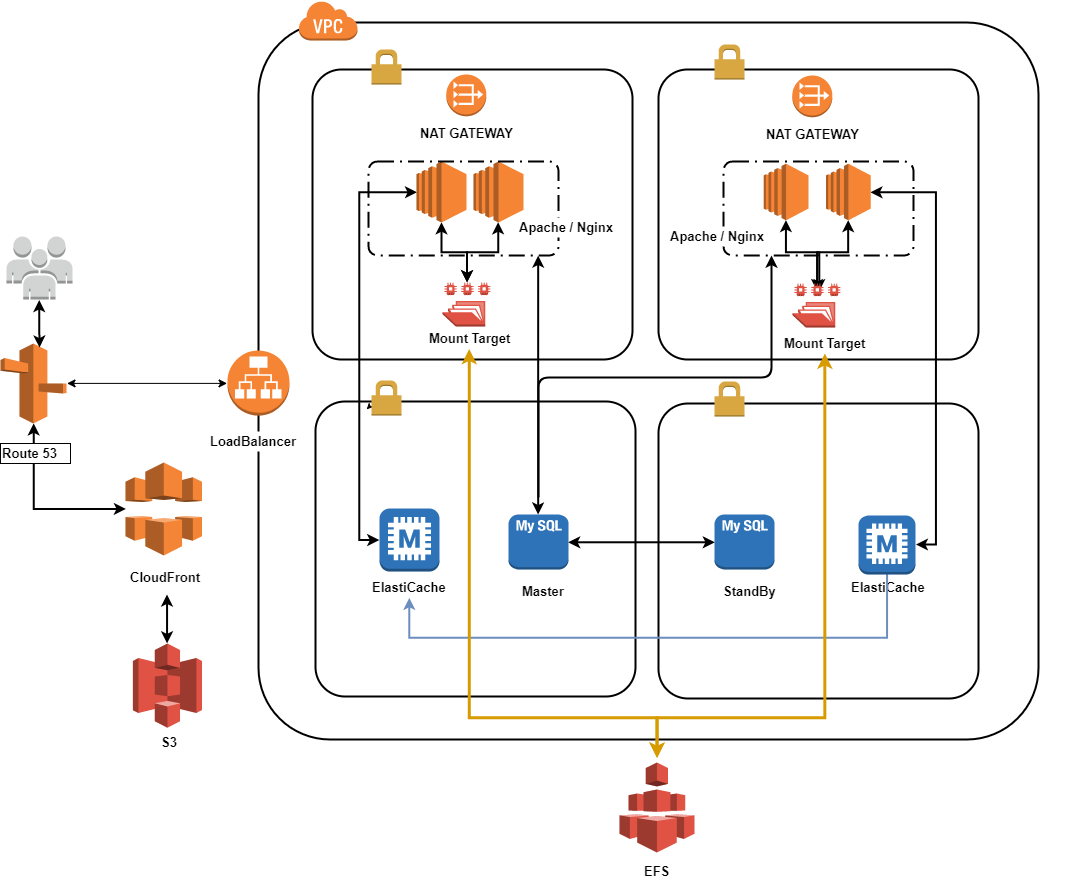 VPC
NAT GATEWAY
NAT GATEWAY
Apache / Nginx
Apache / Nginx
Mount Target
Mount Target
LoadBalancer
Route 53
CloudFront
S3
M
ElastiCache
My SQL
Master
My SQL
StandBy
M
ElastiCache
EFS